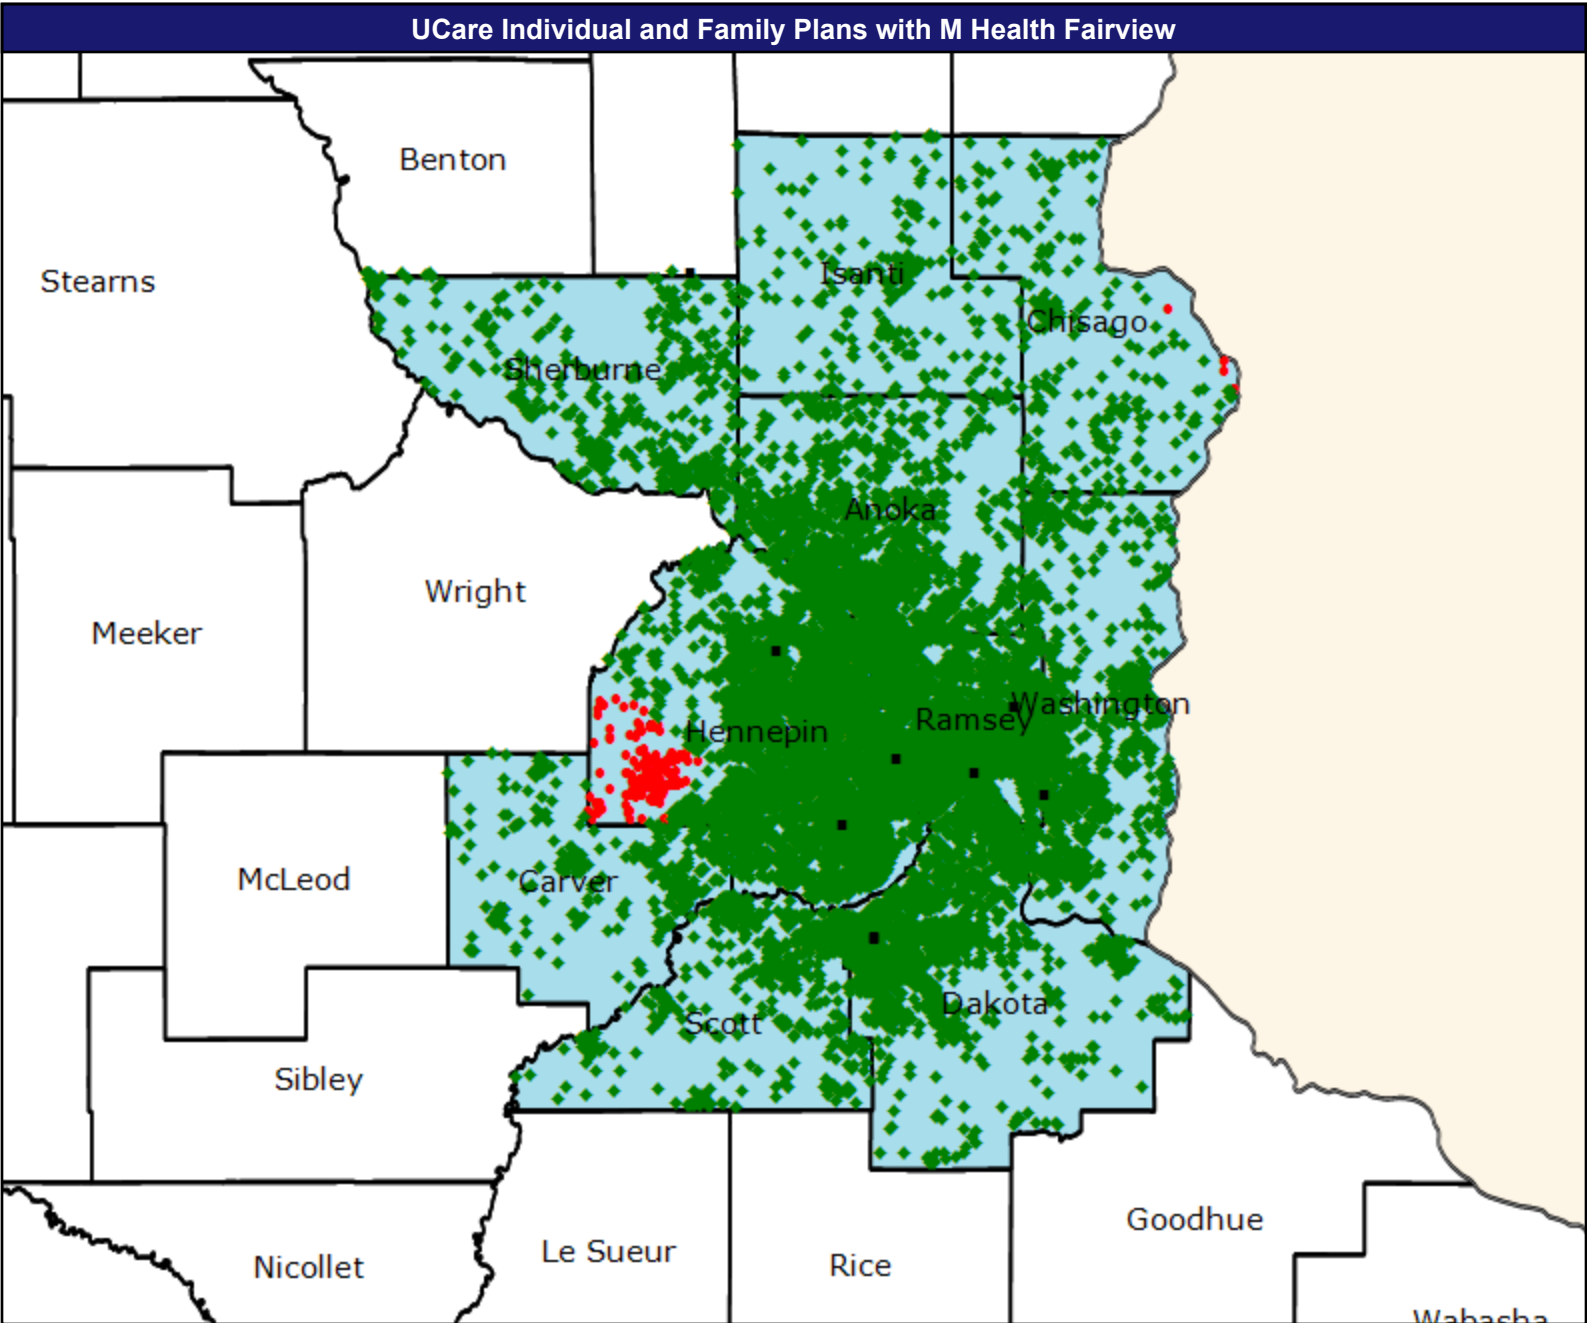 UCare Individual and Family Plans with M Health Fairview
Benton
Stearns
Isanti
Chisago
Sherburne
Anoka
Wright
Meeker
Washington
Ramsey
Hennepin
McLeod
Carver
Dakota
Scott
Sibley
Goodhue
Le Sueur
Rice
Nicollet
Wabasha